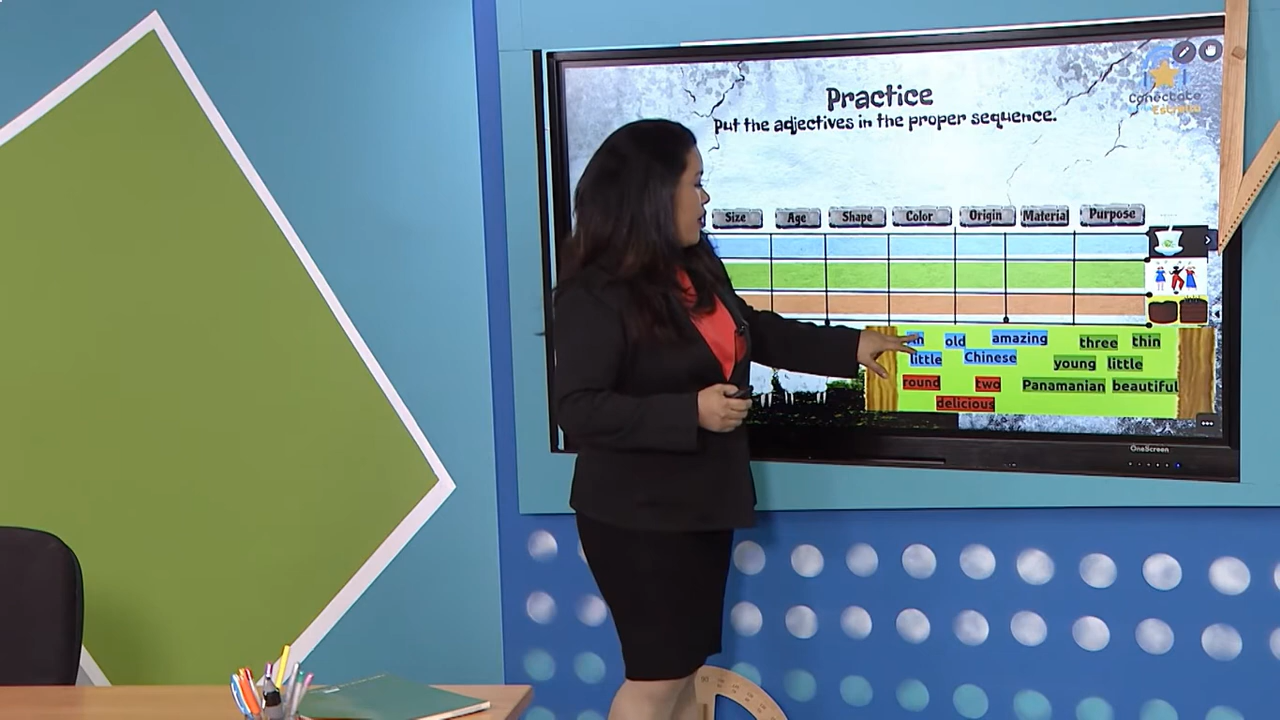 Practice
Put the adjectives in the proper sequence.
Conéctate
Estrella
Size Age Shape Color Origin Material Purpose
old amazing three thin
little Chinese young little
round two Panamanian beautiful
delicious
OneScreen